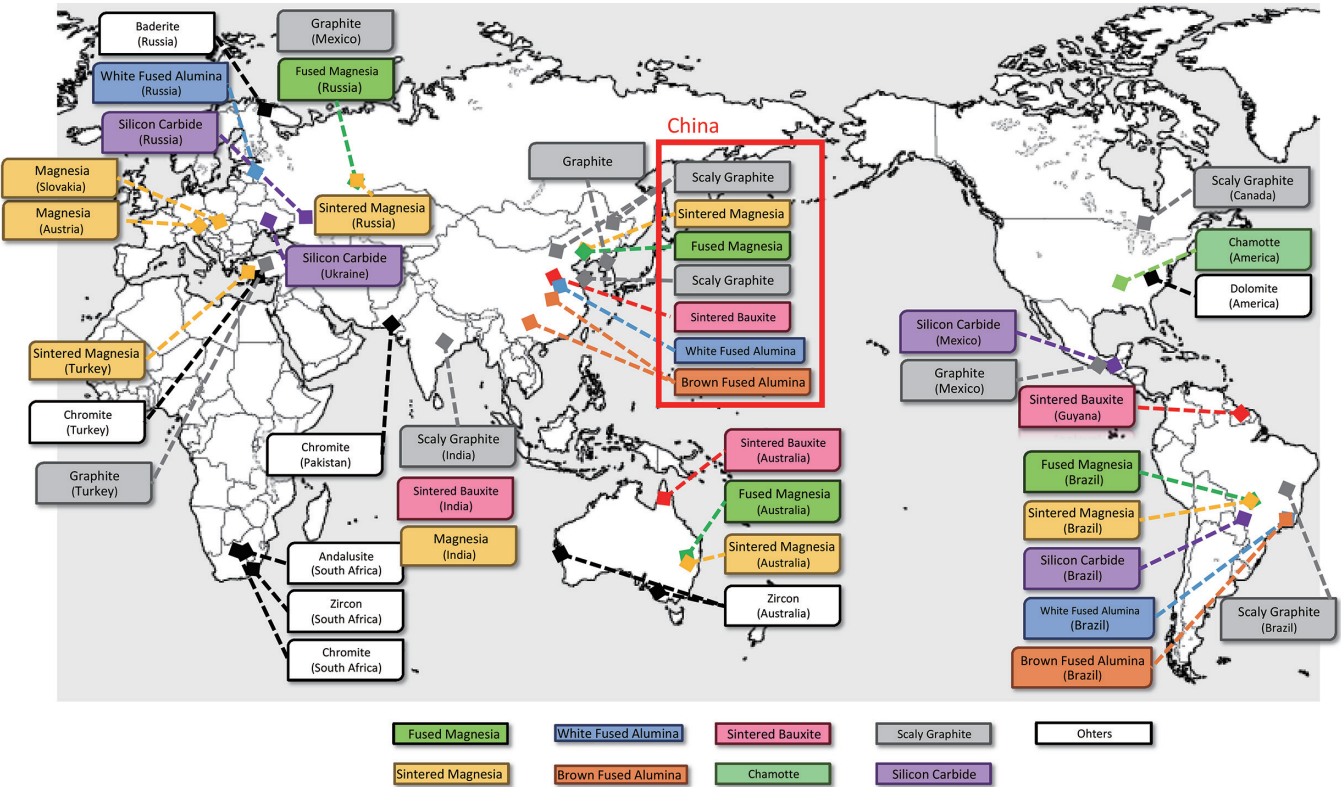 Baderite
(Russia)
Graphite
(Mexico)
White Fused Alumina
(Russia)
Fused Magnesia
(Russia)
Silicon Carbide
(Russia)
Magnesia
(Slovakia)
Magnesia
(Austria)
Sintered Magnesia
(Russia)
Silicon Carbide
(Ukraine)
Sintered Magnesia
(Turkey)
Chromite
(Turkey)
Graphite
(Turkey)
Chromite
(Pakistan)
Scaly Graphite
(India)
Sintered Bauxite
(India)
Magnesia
(India)
Andalusite
(South Africa)
Zircon
(South Africa)
Chromite
(South Africa)
Graphite
China
Scaly Graphite
Sintered Magnesia
Fused Magnesia
Scaly Graphite
Sintered Bauxite
White Fused Alumina
Brown Fused Alumina
Sintered Bauxite
(Australia)
Fused Magnesia
(Australia)
Sintered Magnesia
(Australia)
Zircon
(Australia)
Scaly Graphite
(Canada)
Chamotte
(America)
Dolomite
(America)
Silicon Carbide
(Mexico)
Graphite
(Mexico)
Sintered Bauxite
(Guyana)
Fused Magnesia
(Brazil)
Sintered Magnesia
(Brazil)
Silicon Carbide
(Brazil)
White Fused Alumina
(Brazil)
Brown Fused Alumina
(Brazil)
Scaly Graphite
(Brazil)
Fused Magnesia
White Fused Alumina
Sintered Bauxite
Scaly Graphite
Ohters
Sintered Magnesia
Brown Fused Alumina
Chamotte
Silicon Carbide